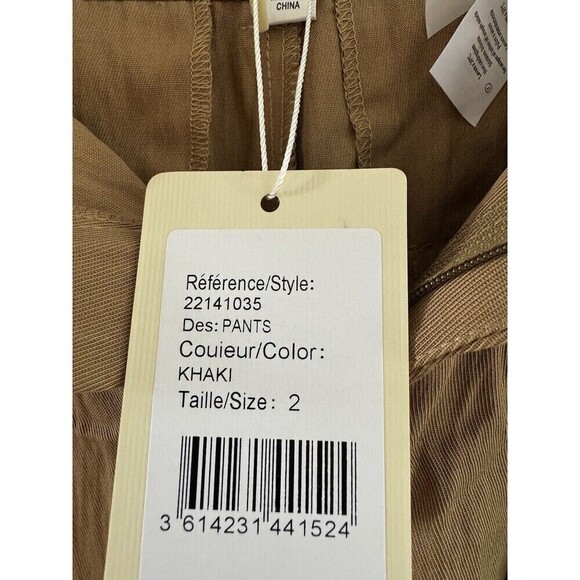 CHINA
Référence/Style:
22141035
Des: PANTS
Couieur/Color:
KHAKI
Taille/Size: 2
3 614231 441524